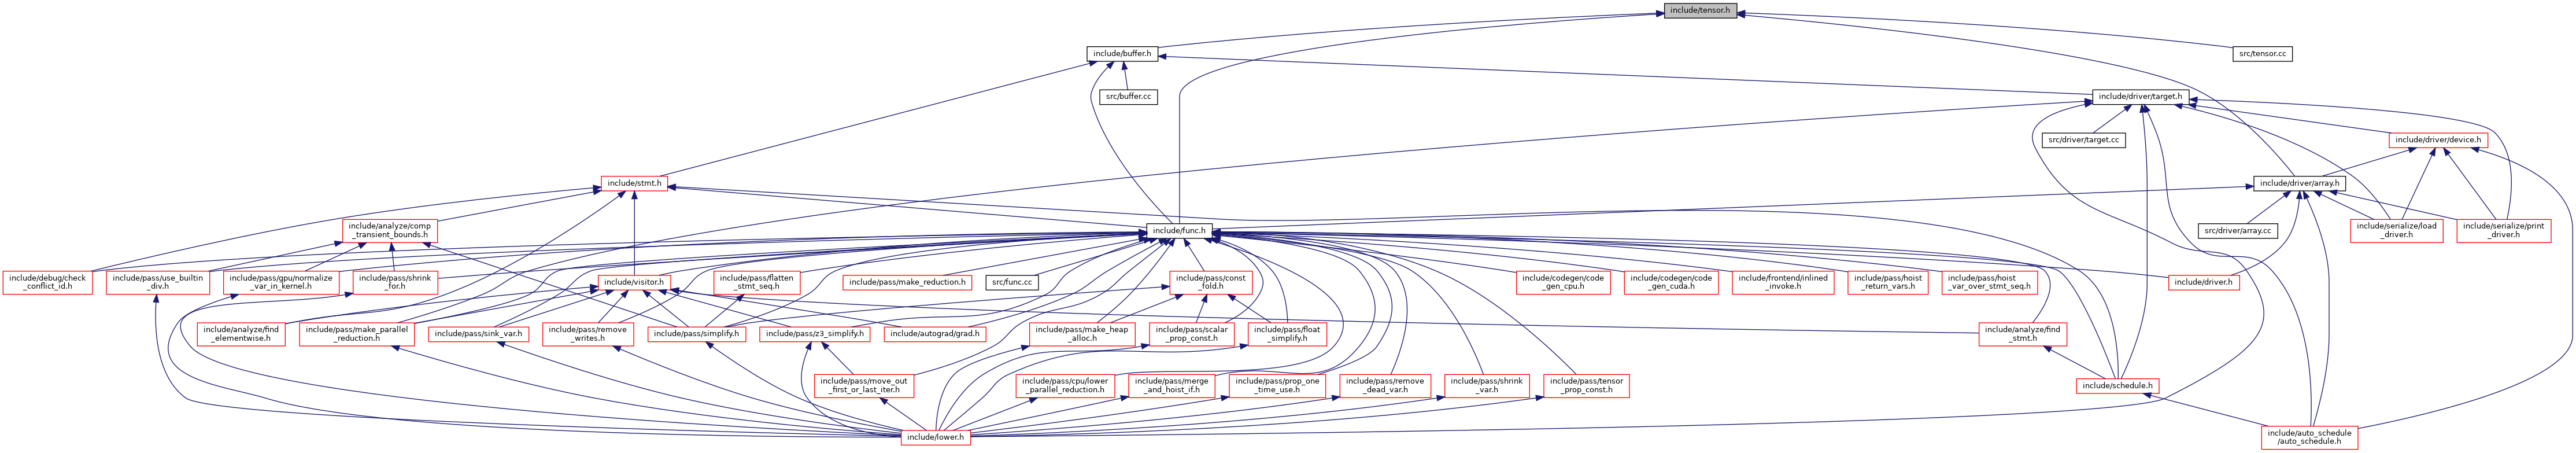 include/tensor.h
include/buffer.h
src/tensor.cc
src/buffer.cc
include/driver/target.h
src/driver/target.cc
include/driver/device.h
include/stmt.h
include/driver/array.h
include/analyze/comp
_transient_bounds.h
include/func.h
src/driver/array.cc
include/serialize/load
_driver.h
include/serialize/print
_driver.h
include/debug/check
_conflict_id.h
include/pass/use_builtin
_div.h
include/pass/gpu/normalize
_var_in_kernel.h
include/pass/shrink
_for.h
include/visitor.h
include/pass/flatten
_stmt_seq.h
include/pass/make_reduction.h
src/func.cc
include/pass/const
_fold.h
include/codegen/code
_gen_cpu.h
include/codegen/code
_gen_cuda.h
include/frontend/inlined
_invoke.h
include/pass/hoist
_return_vars.h
include/pass/hoist
_var_over_stmt_seq.h
include/driver.h
include/analyze/find
_elementwise.h
include/pass/make_parallel
_reduction.h
include/pass/sink_var.h
include/pass/remove
_writes.h
include/pass/simplify.h
include/pass/z3_simplify.h
include/autograd/grad.h
include/pass/make_heap
_alloc.h
include/pass/scalar
_prop_const.h
include/pass/float
_simplify.h
include/analyze/find
_stmt.h
include/pass/move_out
_first_or_last_iter.h
include/pass/cpu/lower
_parallel_reduction.h
include/pass/merge
_and_hoist_if.h
include/pass/prop_one
_time_use.h
include/pass/remove
_dead_var.h
include/pass/shrink
_var.h
include/pass/tensor
_prop_const.h
include/schedule.h
include/lower.h
include/auto_schedule
/auto_schedule.h